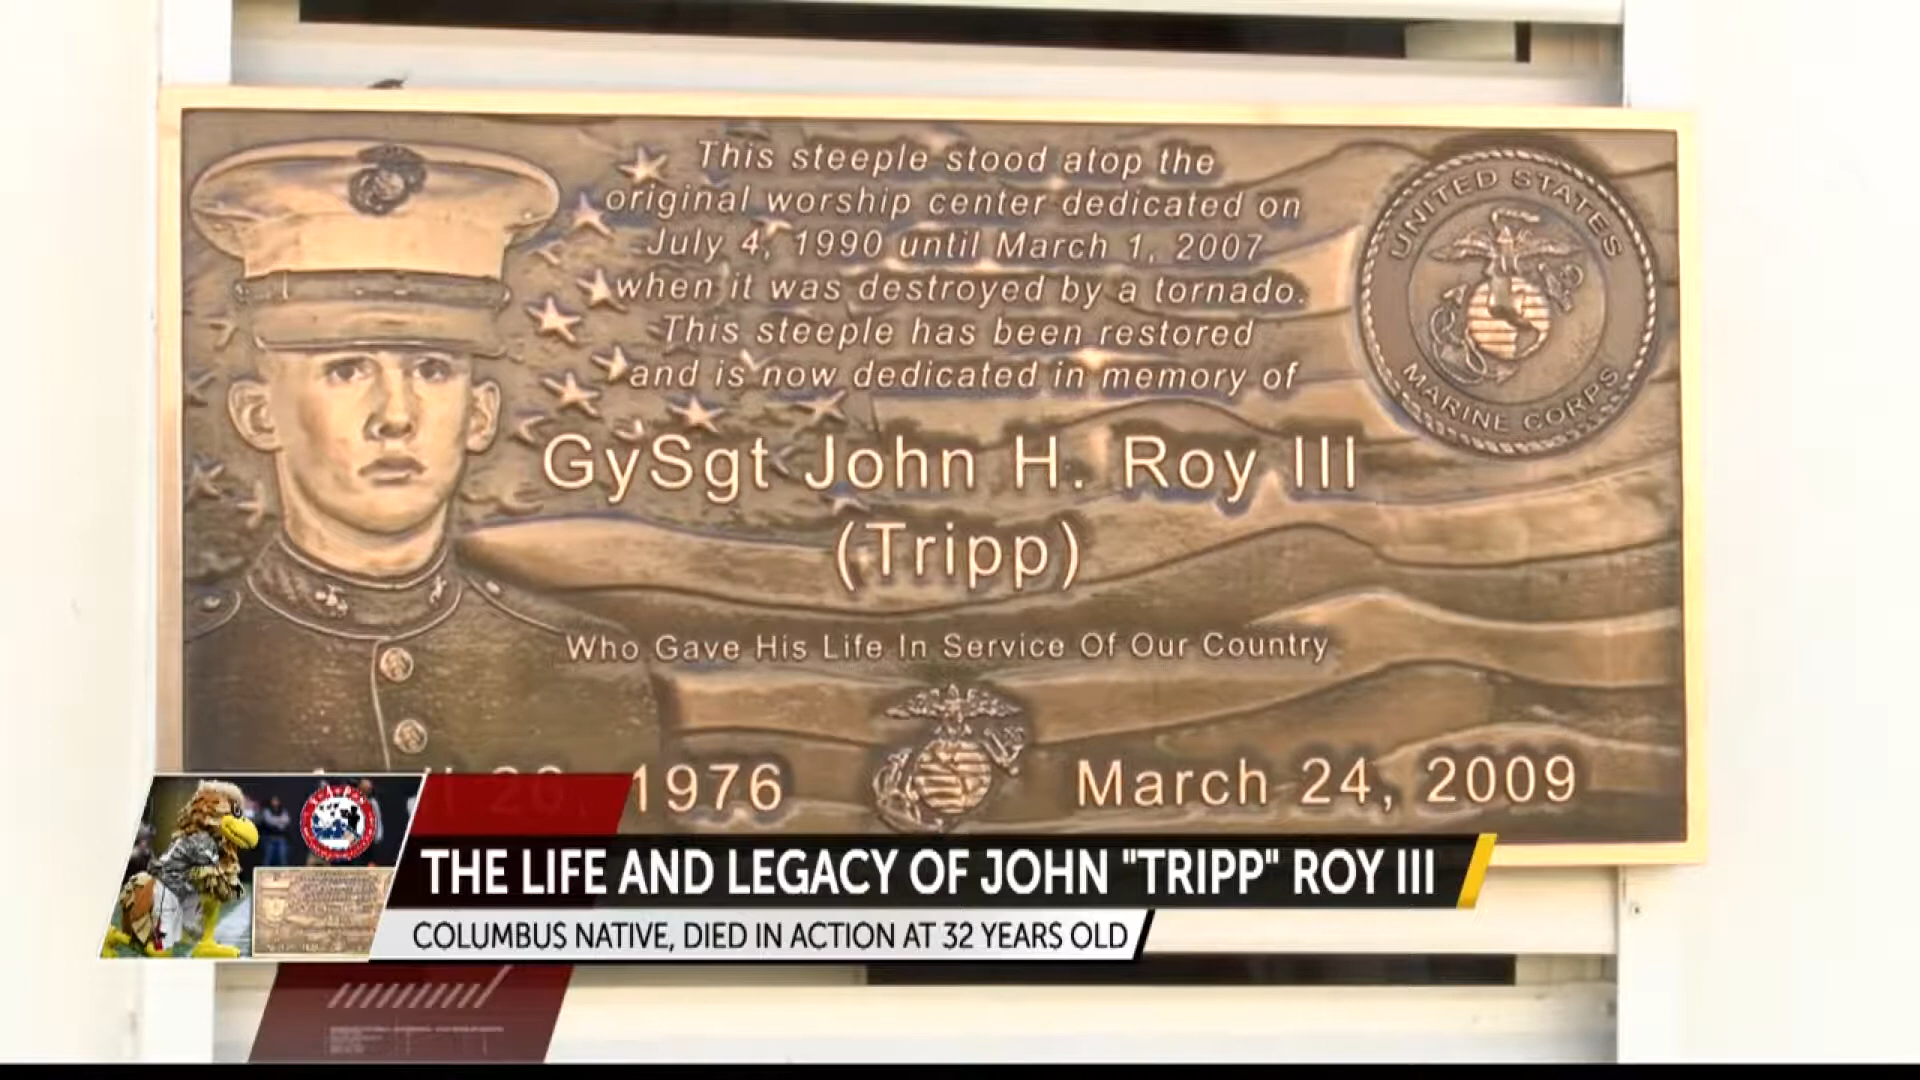 This steeple stood atop the
original worship center dedicated on
July 4, 1990 until March 1, 2007
when it was destroyed by a tornado.
This steeple has been restored
and is now dedicated in memory of
GySgt John H. Roy III
(Tripp)
Who Gave His Life In Service Of Our Country
26, 1976
March 24, 2009
UNITED STATES
MARINE CORPS
THE LIFE AND LEGACY OF JOHN "TRIPP" ROY III
COLUMBUS NATIVE, DIED IN ACTION AT 32 YEARS OLD